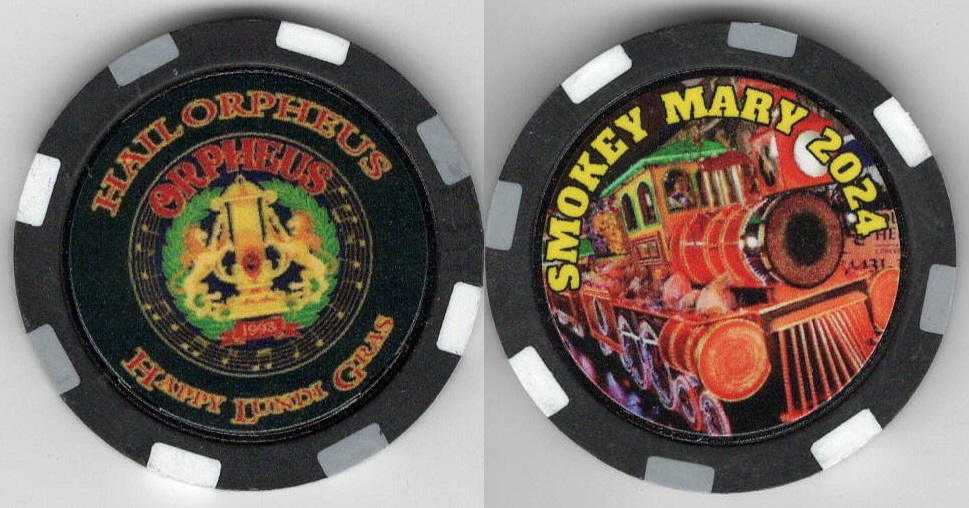 HAIL ORPHEUS
ORPHEUS
1993
HAPPY LUNDI GRAS
SMOKEY MARY 2024